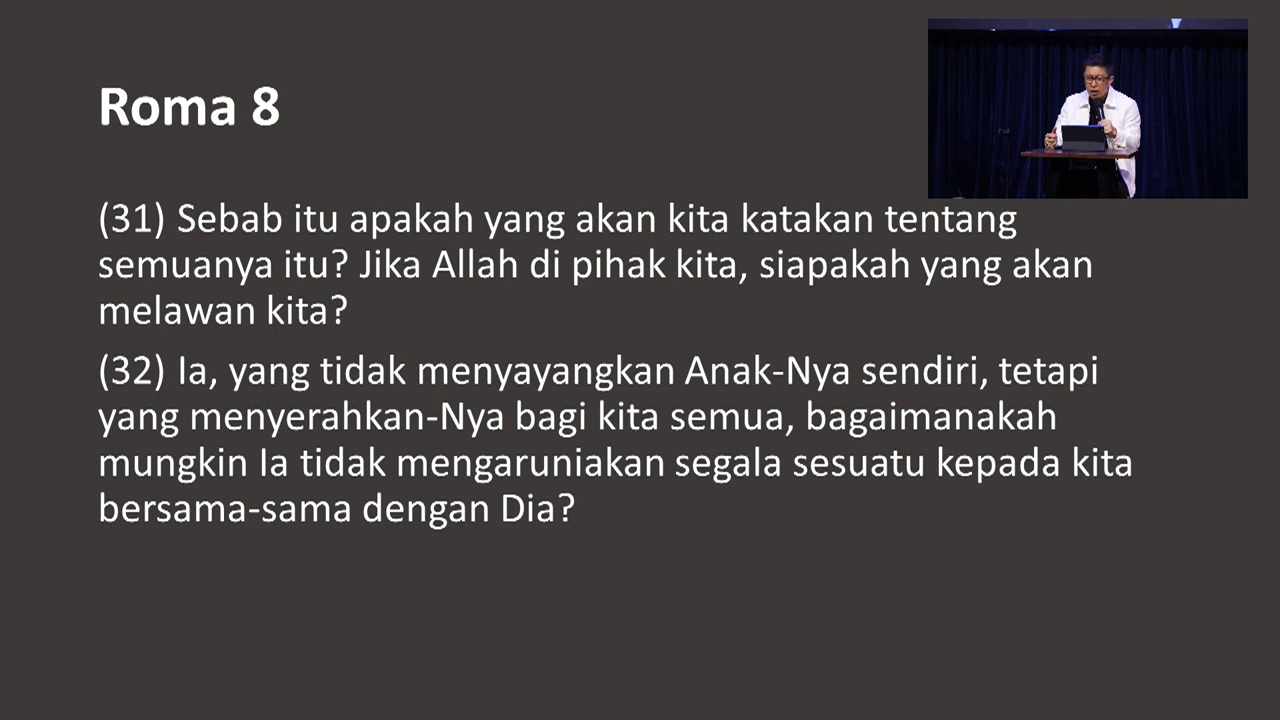 Roma 8
(31) Sebab itu apakah yang akan kita katakan tentang
semuanya itu? Jika Allah di pihak kita, siapakah yang akan
melawan kita?
(32) Ia, yang tidak menyayangkan Anak-Nya sendiri, tetapi
yang menyerahkan-Nya bagi kita semua, bagaimanakah
mungkin Ia tidak mengaruniakan segala sesuatu kepada kita
bersama-sama dengan Dia?